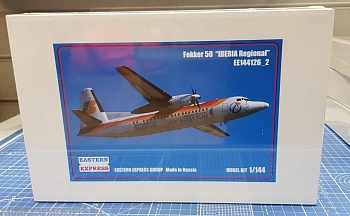 Fokker 50 "IBERIA Regional"
EE144126_2
EASTERN
EXPRESS
EASTERN EXPRESS GROUP Made in Russia
MODEL KIT 1/144